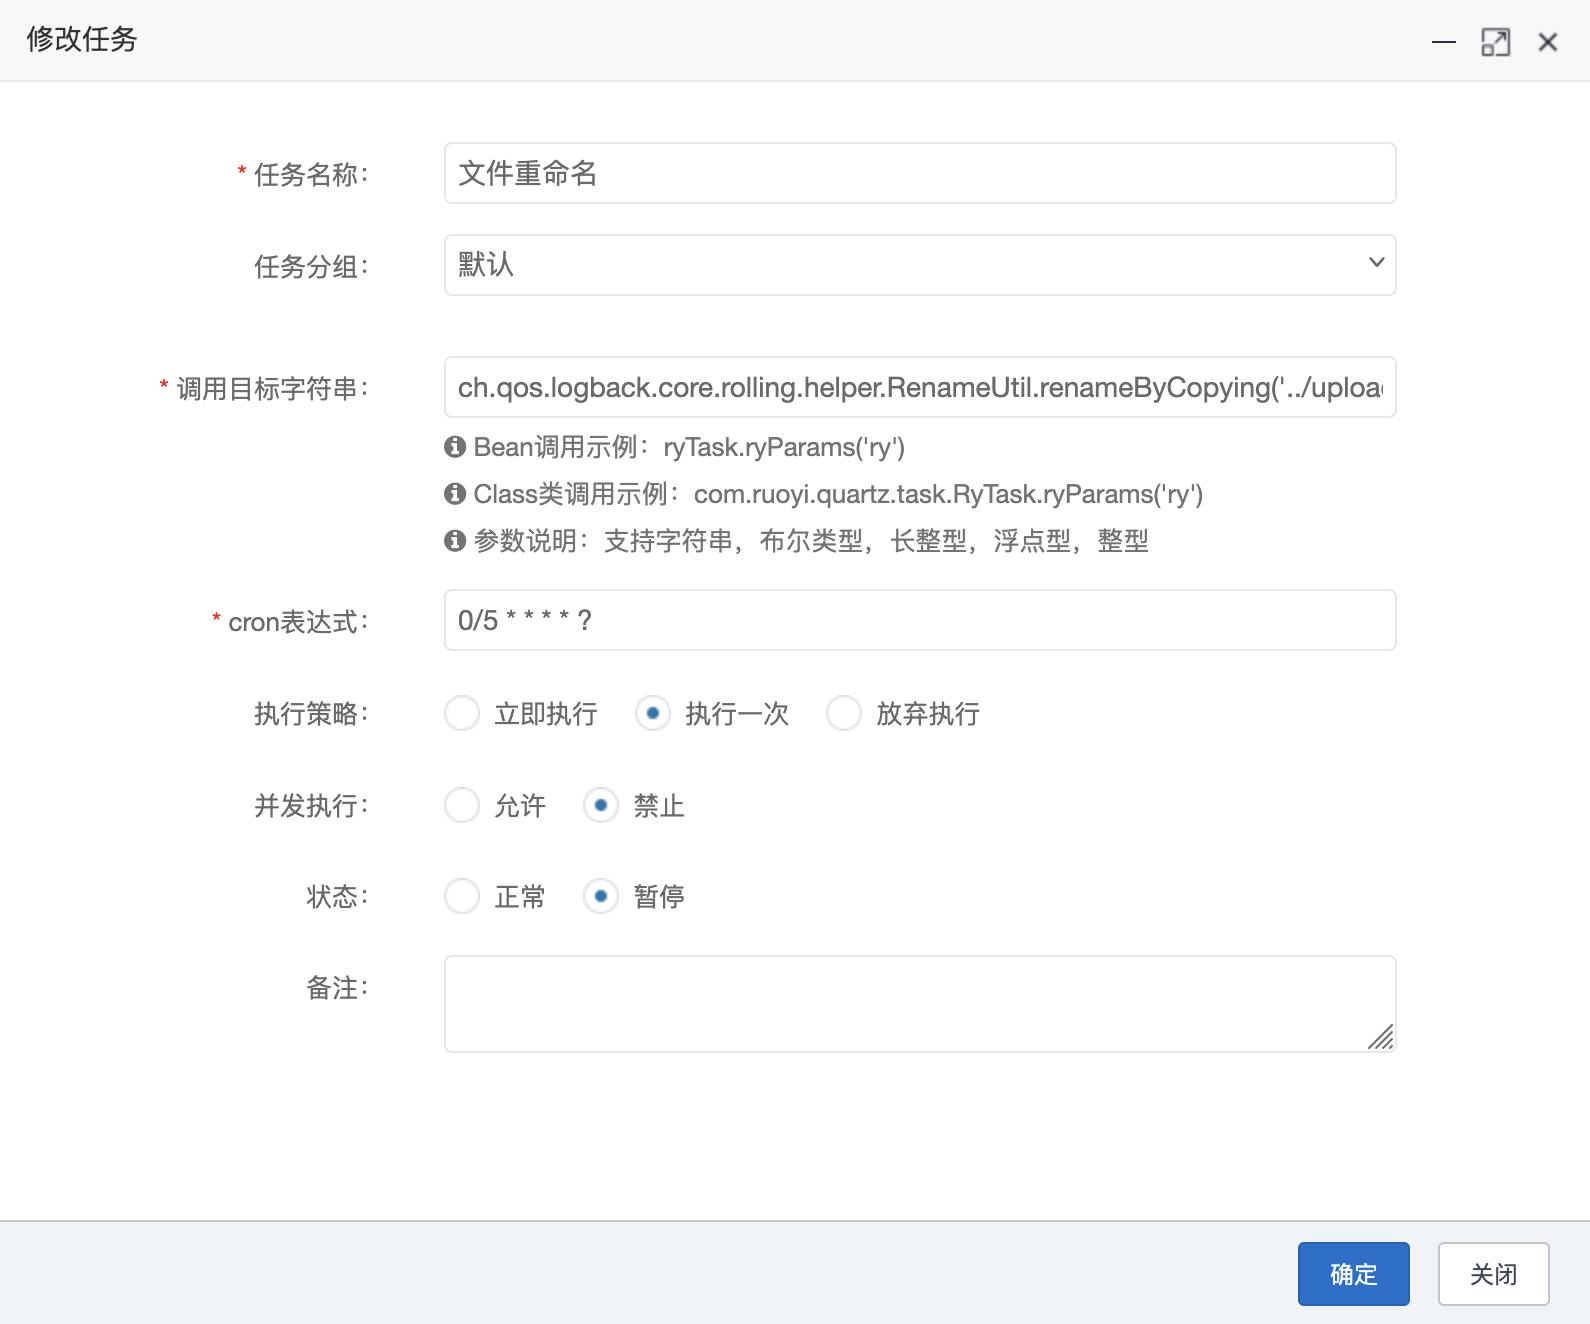 修改任务
* 任务名称： 文件重命名
任务分组： 默认
* 调用目标字符串： ch.qos.logback.core.rolling.helper.RenameUtil.renameByCopying('../uploa
Bean调用示例：ryTask.ryParams('ry')
Class类调用示例：com.ruoyi.quartz.task.RyTask.ryParams('ry')
参数说明：支持字符串，布尔类型，长整型，浮点型，整型
* cron表达式： 0/5 * * * * ?
执行策略： 立即执行 执行一次 放弃执行
并发执行： 允许 禁止
状态： 正常 暂停
备注：
确定 关闭